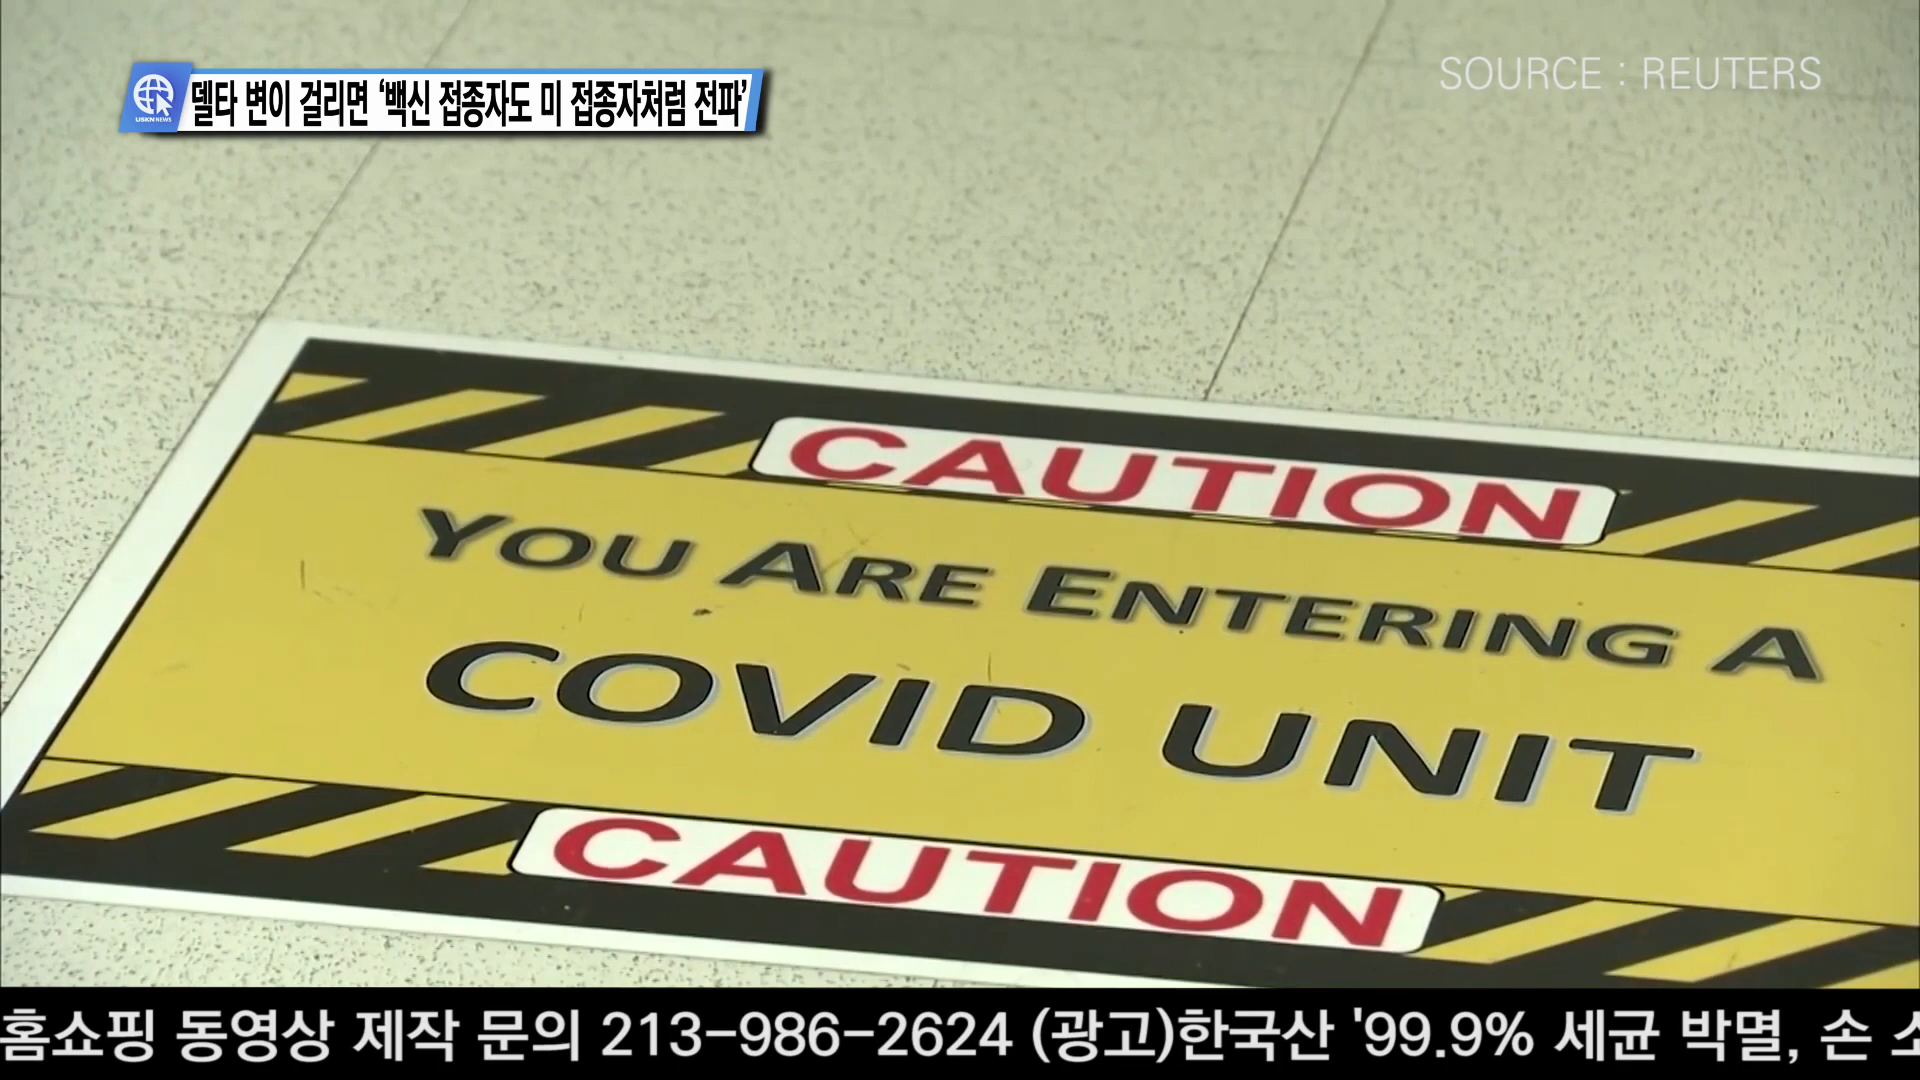 SOURCE : REUTERS
USKN NEWS
델타 변이 걸리면 ‘백신 접종자도 미 접종자처럼 전파’
CAUTION
YOU ARE ENTERING A
COVID UNIT
CAUTION
홈쇼핑 동영상 제작 문의 213-986-2624 (광고)한국산 '99.9% 세균 박멸, 손